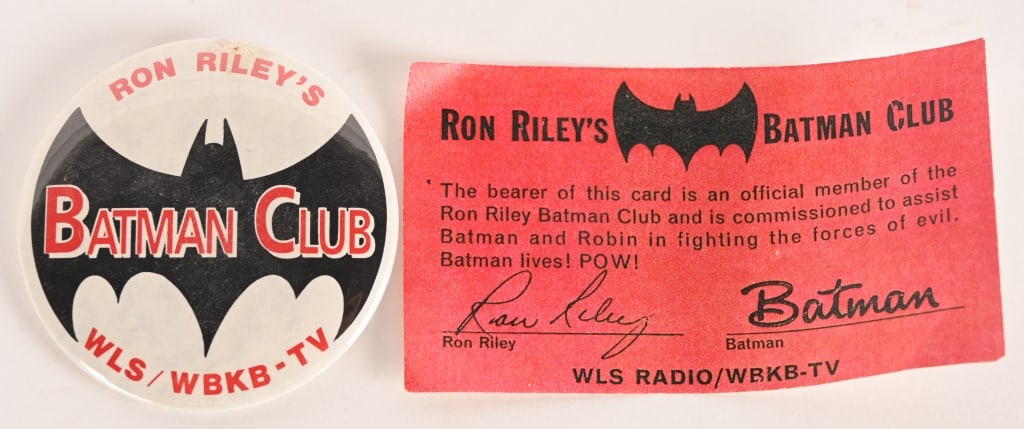 RON RILEY'S
BATMAN CLUB
WLS/WBKB-TV
RON RILEY'S BATMAN CLUB
The bearer of this card is an official member of the
Ron Riley Batman Club and is commissioned to assist
Batman and Robin in fighting the forces of evil.
Batman lives! POW!
Ron Riley Batman
Ron Riley Batman
WLS RADIO/WBKB-TV